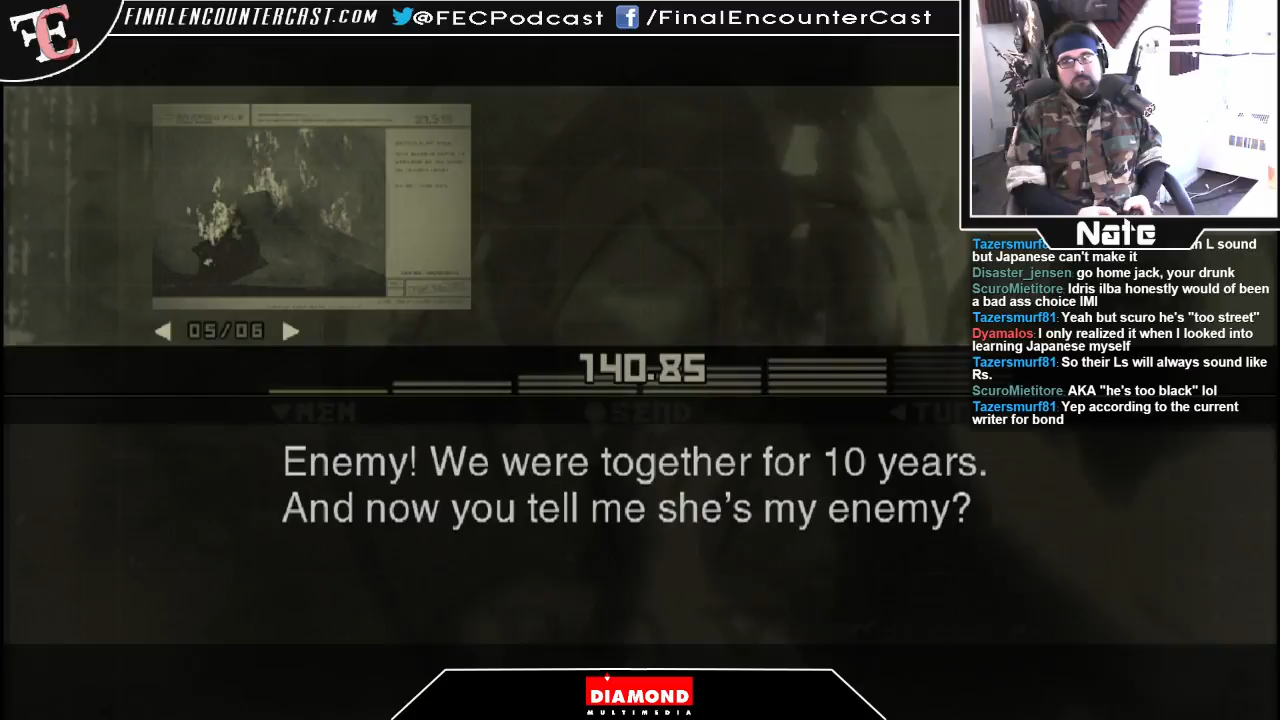 FINALENCOUNTERCAST.COM @FECPodcast /FinalEncounterCast
FEC
05/06
140.85
MEM SEND
Enemy! We were together for 10 years.
And now you tell me she's my enemy?
Nate
L sound
but Japanese can't make it
Disaster_jensen: go home jack, your drunk
ScuroMietitore: Idris ilba honestly would of been
a bad ass choice IMI
Tazersmurf81: Yeah but scuro he's "too street"
Dyamalos: I only realized it when I looked into
learning Japanese myself
Tazersmurf81: So their Ls will always sound like
Rs.
ScuroMietitore: AKA "he's too black" lol
Tazersmurf81: Yep according to the current
writer for bond
DIAMOND
MULTIMEDIA